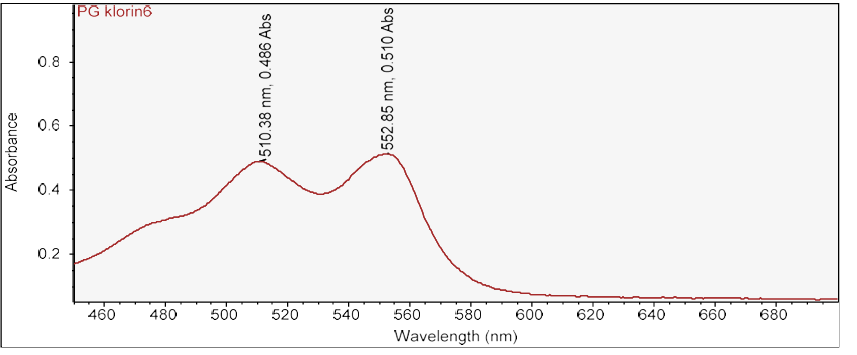 PG klorin6
510.38 nm, 0.486 Abs
552.85 nm, 0.510 Abs
Absorbance
0.8
0.6
0.4
0.2
460 480 500 520 540 560 580 600 620 640 660 680
Wavelength (nm)